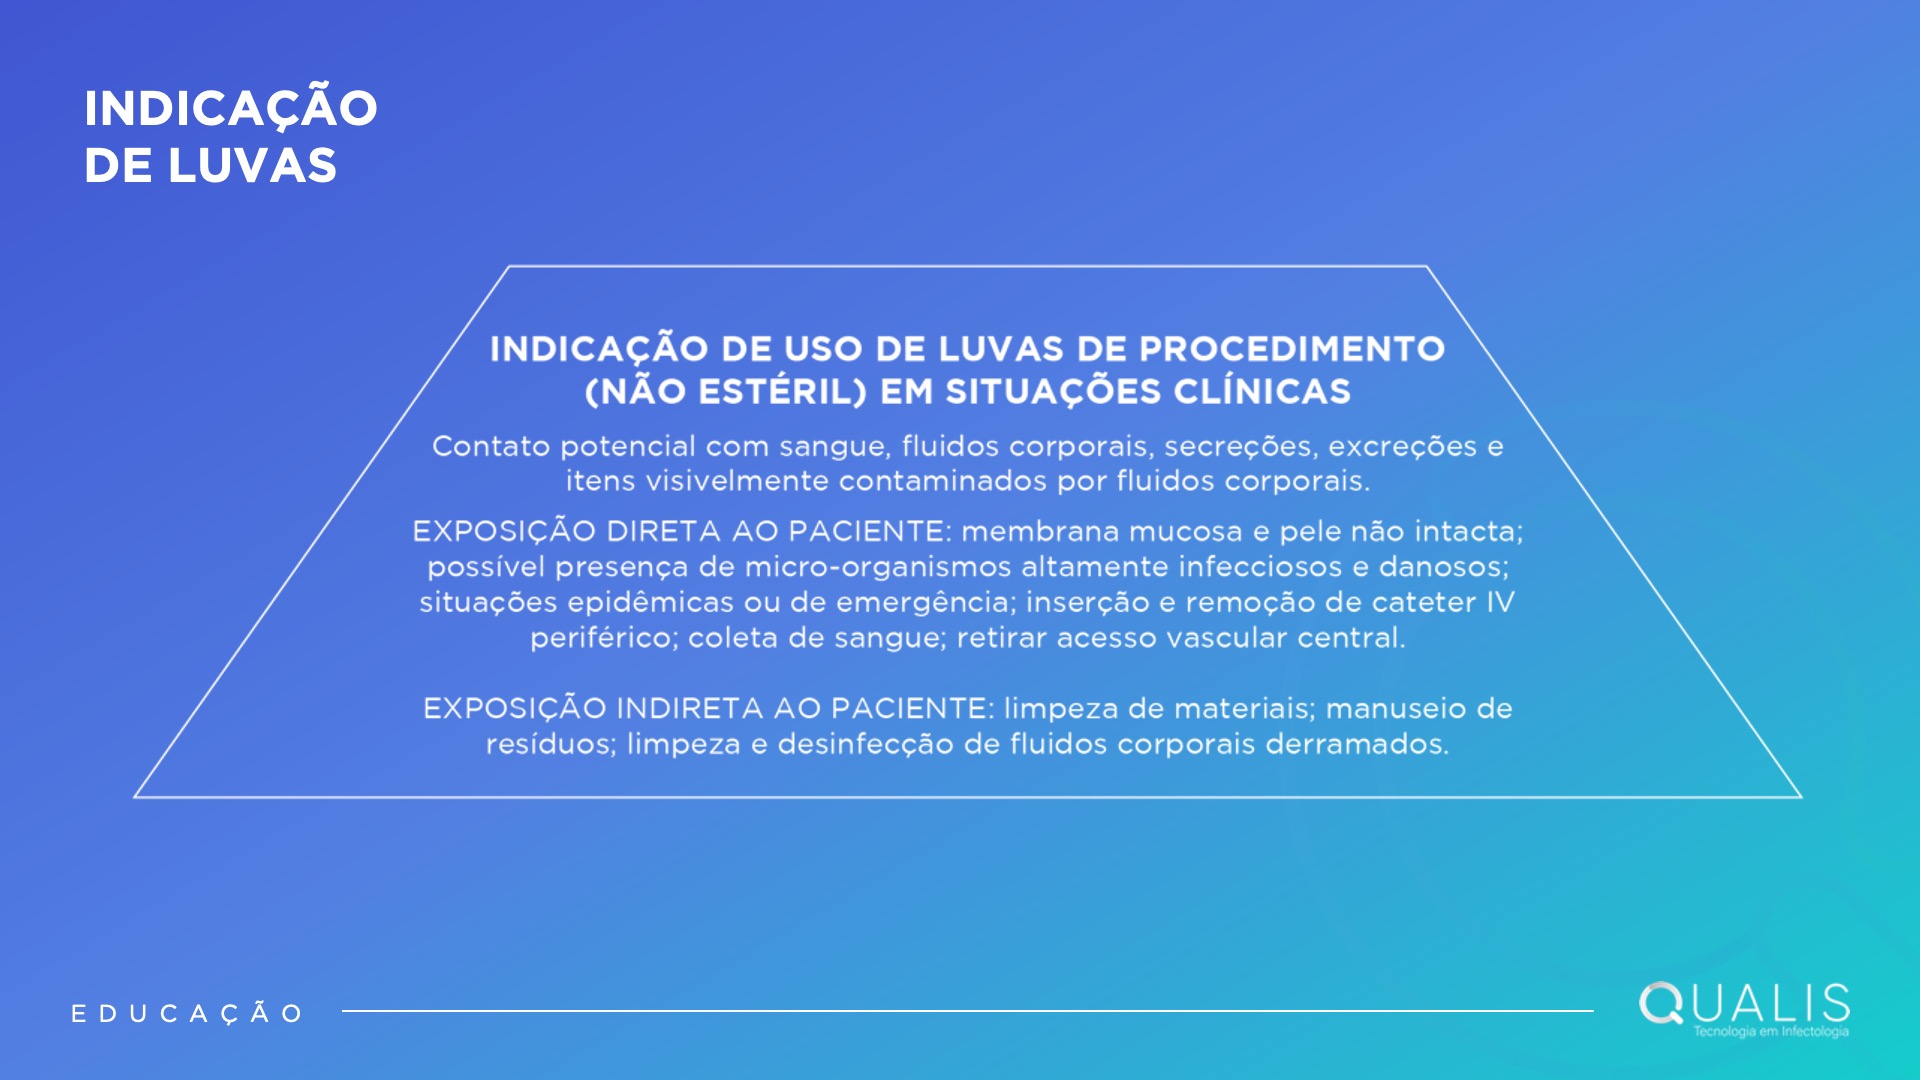 INDICAÇÃO
DE LUVAS
INDICAÇÃO DE USO DE LUVAS DE PROCEDIMENTO
(NÃO ESTÉRIL) EM SITUAÇÕES CLÍNICAS
Contato potencial com sangue, fluidos corporais, secreções, excreções e
itens visivelmente contaminados por fluidos corporais.
EXPOSIÇÃO DIRETA AO PACIENTE: membrana mucosa e pele não intacta;
possível presença de micro-organismos altamente infecciosos e danosos;
situações epidêmicas ou de emergência; inserção e remoção de cateter IV
periférico; coleta de sangue; retirar acesso vascular central.
EXPOSIÇÃO INDIRETA AO PACIENTE: limpeza de materiais; manuseio de
resíduos; limpeza e desinfecção de fluidos corporais derramados.
EDUCAÇÃO
QUALIS
Tecnologia em Infectologia